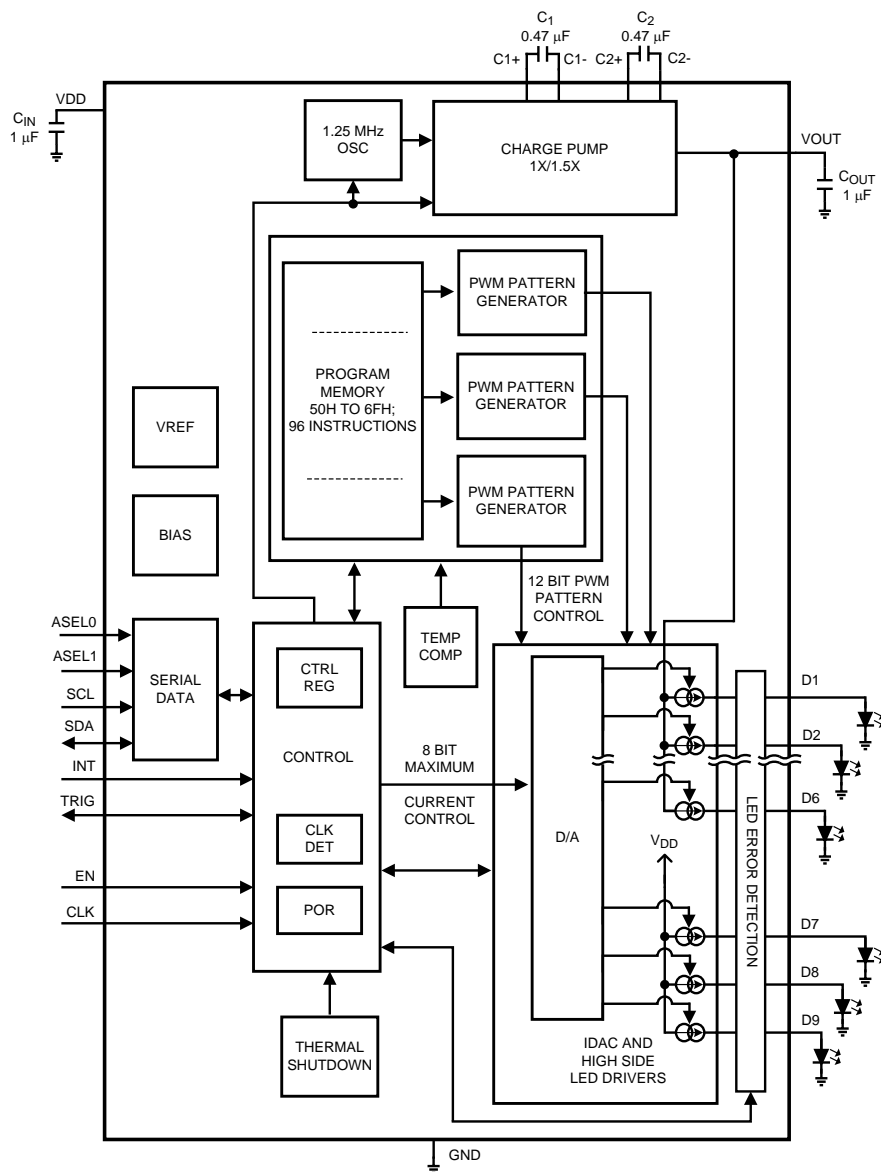 C1
0.47 µF
C1+
C1-
C2
0.47 µF
C2+
C2-
VDD
CIN
1 µF
1.25 MHz
OSC
CHARGE PUMP
1X/1.5X
VOUT
COUT
1 µF
PROGRAM
MEMORY
50H TO 6FH;
96 INSTRUCTIONS
PWM PATTERN
GENERATOR
PWM PATTERN
GENERATOR
PWM PATTERN
GENERATOR
VREF
BIAS
12 BIT PWM
PATTERN
CONTROL
TEMP
COMP
ASEL0
ASEL1
SCL
SDA
INT
TRIG
EN
CLK
SERIAL
DATA
CTRL
REG
CONTROL
CLK
DET
POR
8 BIT
MAXIMUM
CURRENT
CONTROL
D/A
VDD
IDAC AND
HIGH SIDE
LED DRIVERS
LED ERROR DETECTION
D1
D2
D6
D7
D8
D9
THERMAL
SHUTDOWN
GND